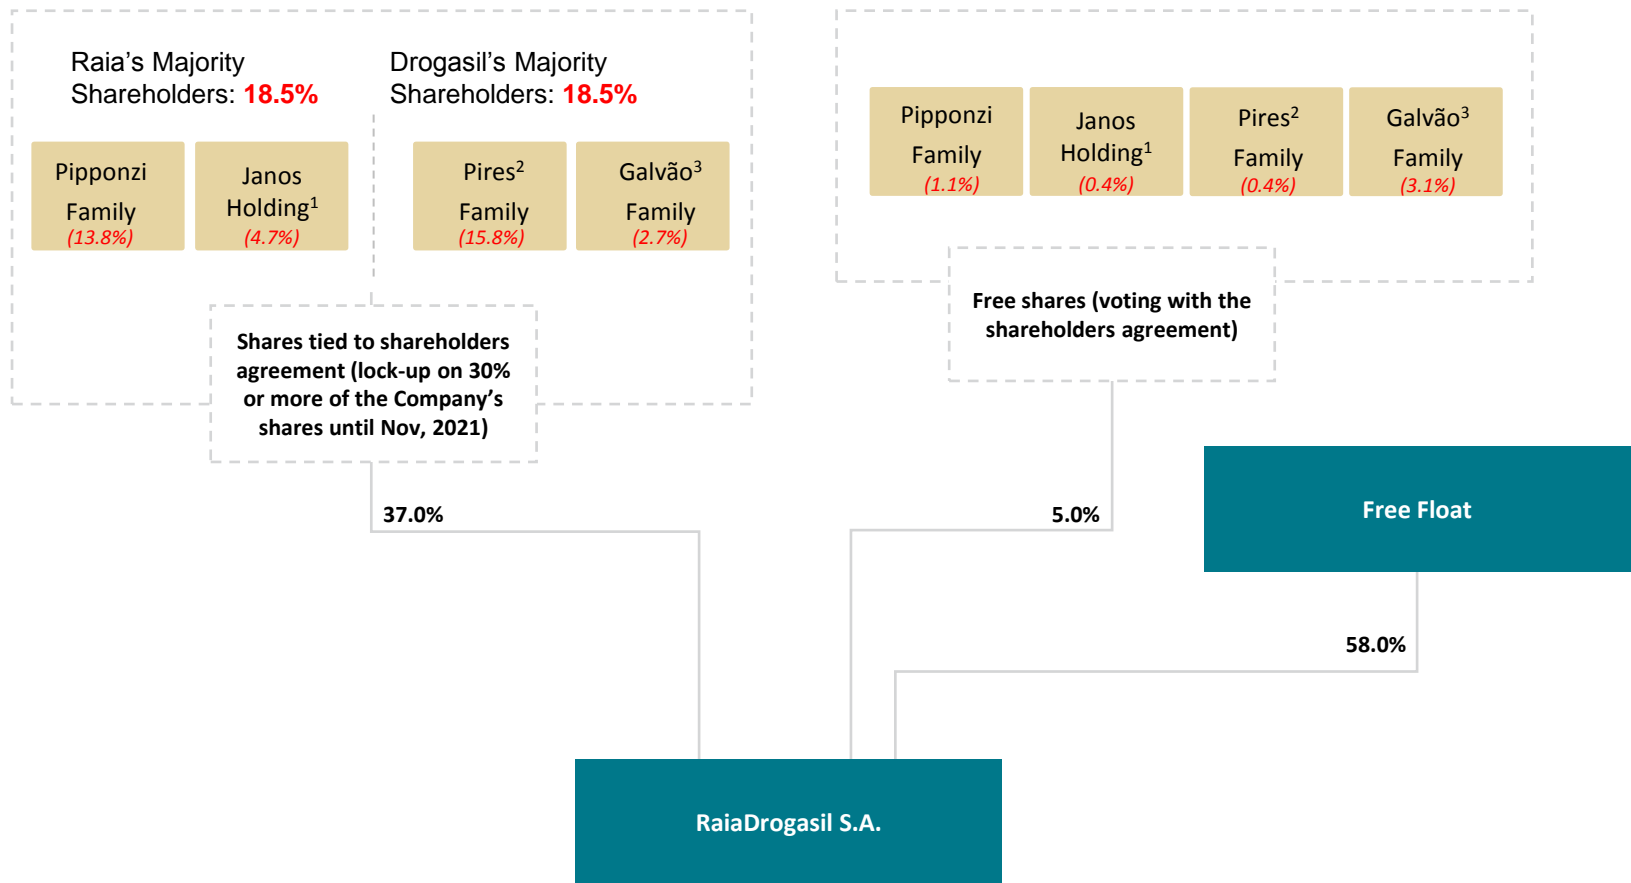 Raia’s Majority
Shareholders: 18.5%
Drogasil’s Majority
Shareholders: 18.5%
Pipponzi
Family
(13.8%)
Janos
Holding1
(4.7%)
Pires2
Family
(15.8%)
Galvão3
Family
(2.7%)
Shares tied to shareholders
agreement (lock-up on 30%
or more of the Company’s
shares until Nov, 2021)
37.0%
Pipponzi
Family
(1.1%)
Janos
Holding1
(0.4%)
Pires2
Family
(0.4%)
Galvão3
Family
(3.1%)
Free shares (voting with the
shareholders agreement)
5.0%
Free Float
58.0%
RaiaDrogasil S.A.